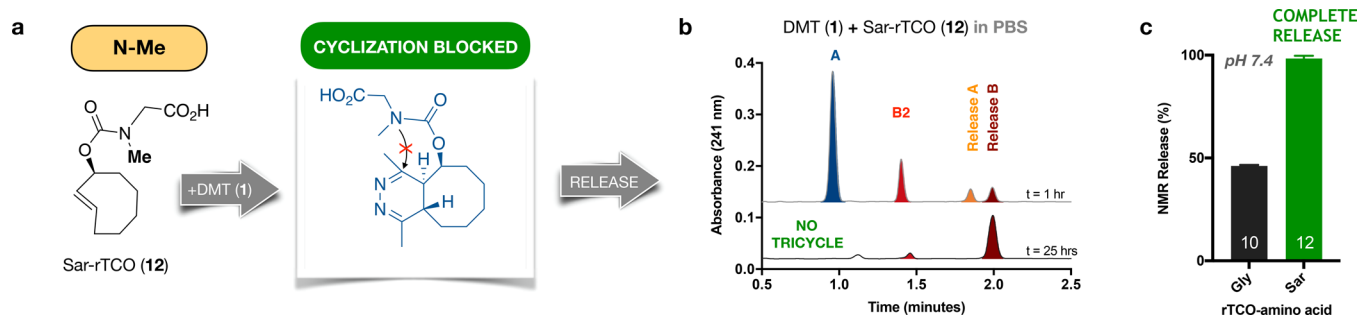 a
N-Me
O
CO₂H
O
N
Me
Sar-rTCO (12)
+DMT (1)
CYCLIZATION BLOCKED
HO₂C
O
N
O
H
N
N
H
RELEASE
b
DMT (1) + Sar-rTCO (12) in PBS
Absorbance (241 nm)
0.4
0.3
0.2
0.1
0.0
A
B2
Release A
Release B
t = 1 hr
NO
TRICYCLE
t = 25 hrs
0.5
1.0
1.5
2.0
2.5
Time (minutes)
c
COMPLETE
RELEASE
pH 7.4
NMR Release (%)
100
50
0
10
12
Gly
Sar
rTCO-amino acid